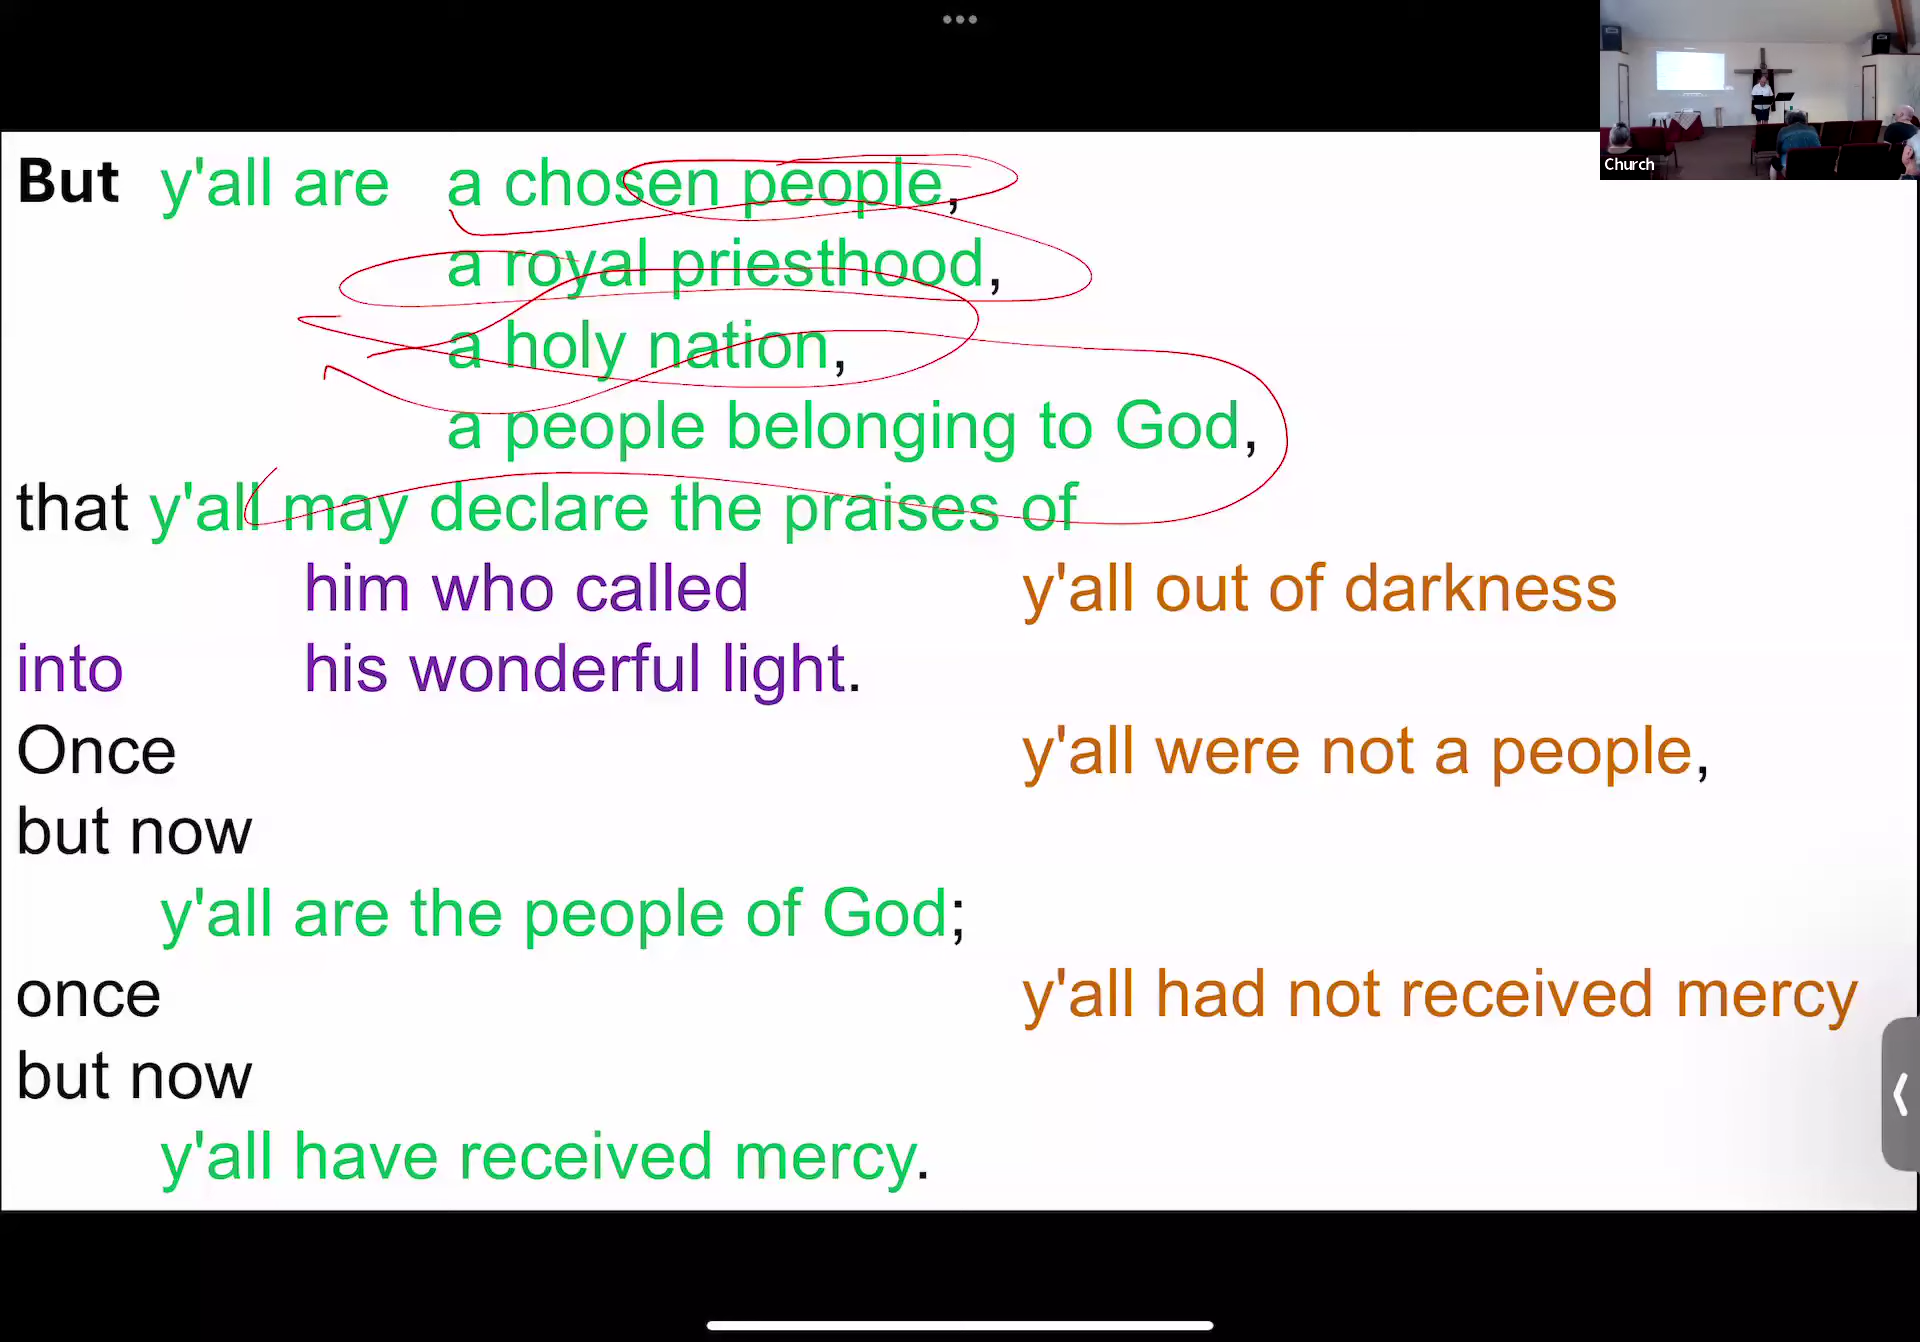 Church
But y'all are a chosen people,
a royal priesthood,
a holy nation,
a people belonging to God,
that y'all may declare the praises of
him who called y'all out of darkness
into his wonderful light.
Once y'all were not a people,
but now
y'all are the people of God;
once y'all had not received mercy
but now
y'all have received mercy.